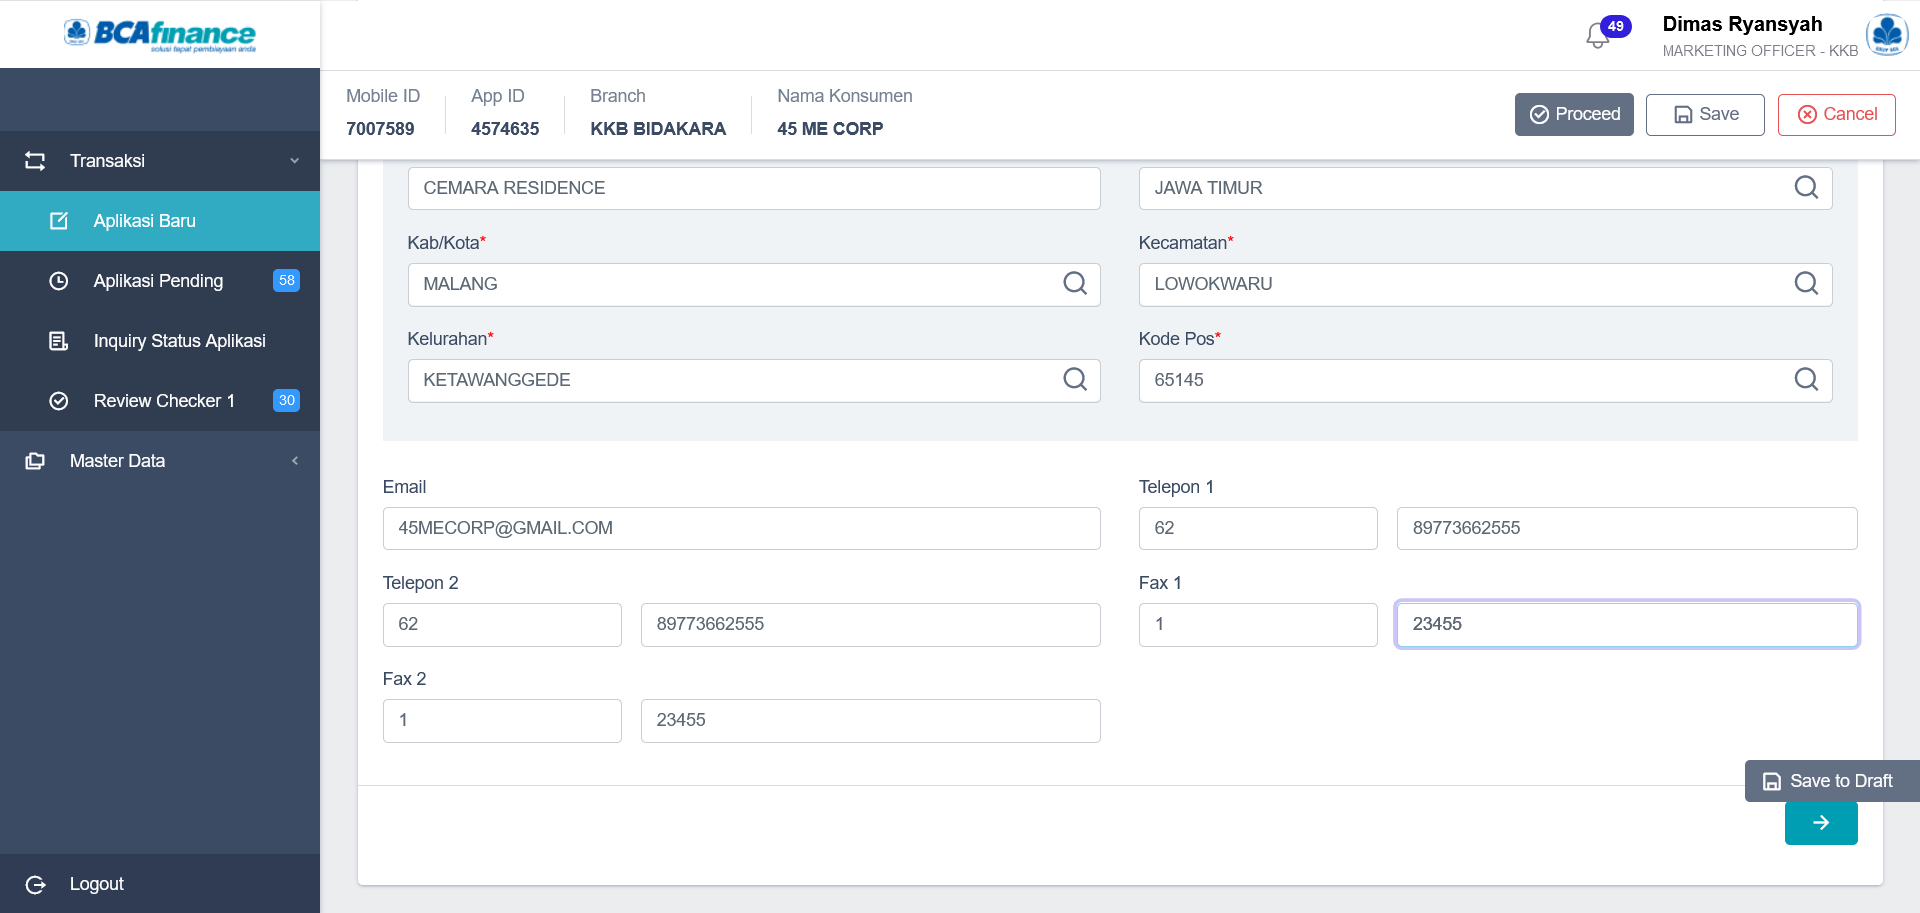 BCAfinance
solusi tepat pembiayaan anda
49
Dimas Ryansyah
MARKETING OFFICER - KKB
Mobile ID
7007589
App ID
4574635
Branch
KKB BIDAKARA
Nama Konsumen
45 ME CORP
Proceed
Save
Cancel
Transaksi
Aplikasi Baru
Aplikasi Pending
58
Inquiry Status Aplikasi
Review Checker 1
30
Master Data
Logout
CEMARA RESIDENCE
JAWA TIMUR
Kab/Kota*
Kecamatan*
MALANG
LOWOKWARU
Kelurahan*
Kode Pos*
KETAWANGGEDE
65145
Email
Telepon 1
45MECORP@GMAIL.COM
62
89773662555
Telepon 2
Fax 1
62
89773662555
1
23455
Fax 2
1
23455
Save to Draft